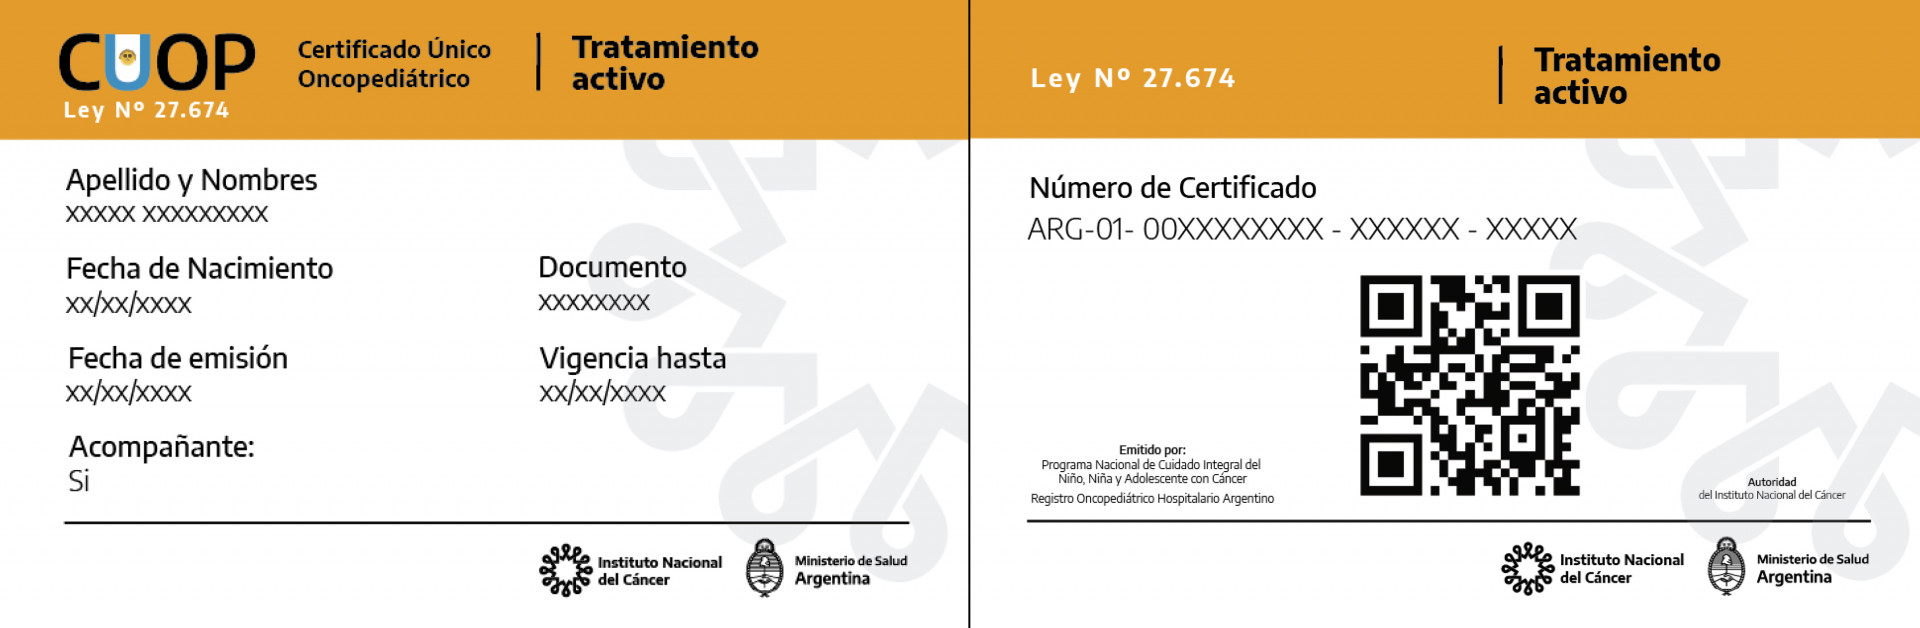 CUOP
Ley Nº 27.674
Certificado Único
Oncopediátrico
Tratamiento
activo
Apellido y Nombres
XXXXX XXXXXXXXX
Fecha de Nacimiento
xx/xx/xxxx
Documento
XXXXXXXX
Fecha de emisión
xx/xx/xxxx
Vigencia hasta
xx/xx/xxxx
Acompañante:
Si
Instituto Nacional
del Cáncer
Ministerio de Salud
Argentina
Ley Nº 27.674
Tratamiento
activo
Número de Certificado
ARG-01- 00XXXXXXXX - XXXXXX - XXXXX
Emitido por:
Programa Nacional de Cuidado Integral del
Niño, Niña y Adolescente con Cáncer
Registro Oncopediátrico Hospitalario Argentino
Autoridad
del Instituto Nacional del Cáncer
Instituto Nacional
del Cáncer
Ministerio de Salud
Argentina